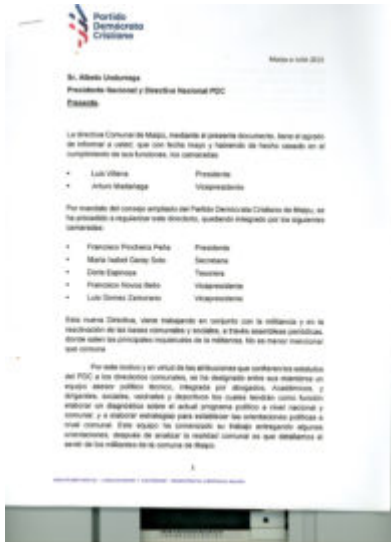 Partido
Demócrata
Cristiano
Maipú a Julio
Sr. Alberto Undurraga
Presidente Nacional y Directiva Nacional PDC
Presente.
La directiva Comunal de Maipú, mediante el presente documento, tiene el agrado
de informar a usted, que con fecha mayo y habiendo de hecho cesado en el
cumplimiento de sus funciones, los camaradas:
• Luis Villena Presidente
• Arturo Vicepresidente
Por mandato del consejo ampliado del Partido Demócrata Cristiano de Maipú, se
ha procedido a regularizar este directorio, quedando integrado por los siguientes
camaradas:
• Francisco Pincheira Peña Presidente
• María Isabel Garay Soto Secretaria
• Doris Espinoza Tesorera
• Francisco Novoa Vicepresidente
• Luis Gómez Zamorano Vicepresidente
Esta nueva Directiva, viene trabajando en conjunto con la militancia y en la
reactivación de las bases comunales y sociales, a través asambleas periódicas,
donde salen las principales inquietudes de la militancia. No es menor mencionar
que comuna
Por este motivo y en virtud de las atribuciones que confieren los estatutos
del PDC a los directorios comunales, se ha designado entre sus miembros un
equipo asesor político técnico, integrada por abogados, Académicos, y
dirigentes, sociales, vecinales y deportivos los cuales tendrán como función
elaborar un diagnóstico sobre el actual programa político a nivel nacional y
comunal, y a elaborar estrategias para establecer las orientaciones políticas a
nivel comunal. Este equipo ha comenzado su trabajo entregando algunas
orientaciones, después de analizar la realidad comunal es que detallamos el
sentir de los militantes de la comuna de Maipú.
1